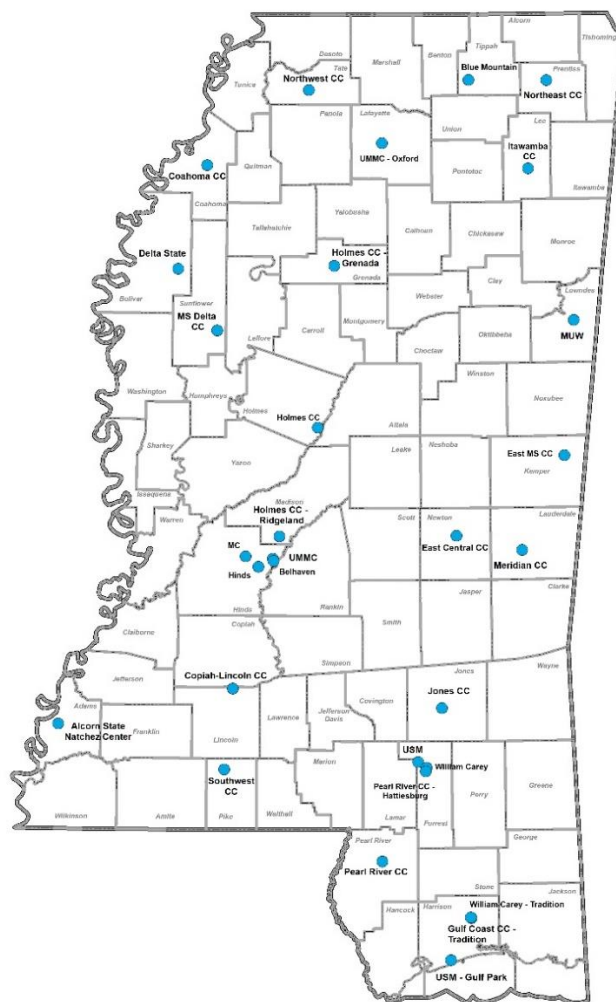 Alcorn
Tishoming
Desoto
Tippah
Benton
Marshall
Tate
Blue Mountain
Prentiss
Northwest CC
Northeast CC
Tunica
Panola
Lafayette
Lee
Union
UMMC - Oxford
Itawamba
CC
Coahoma CC
Quitman
Pontotoc
Itawamba
Coahoma
Yalobusha
Tallahatchie
Calhoun
Chickasaw
Monroe
Delta State
Holmes CC -
Grenada
Grenada
Clay
Bolivar
Sunflower
Webster
Lowndes
MS Delta
CC
Carroll
Montgomery
Oktibbeha
MUW
Leflore
Choctaw
Winston
Washington
Humphreys
Holmes
Noxubee
Holmes CC
Attala
Sharkey
Leake
Neshoba
East MS CC
Yazoo
Kemper
Issaquena
Warren
Madison
Holmes CC -
Ridgeland
Scott
Newton
Lauderdale
MC
UMMC
East Central CC
Hinds
Belhaven
Meridian CC
Hinds
Rankin
Jasper
Clarke
Copiah
Smith
Claiborne
Simpson
Jefferson
Copiah-Lincoln CC
Jones
Wayne
Adams
Covington
Jones CC
Lawrence
Jefferson
Davis
Alcorn State
Natchez Center
Franklin
Lincoln
USM
Marion
William Carey
Southwest
CC
Pearl River CC -
Hattiesburg
Perry
Greene
Wilkinson
Amite
Pike
Walthall
Lamar
Forrest
George
Pearl River
Pearl River CC
Stone
Jackson
Hancock
Harrison
William Carey - Tradition
Gulf Coast CC -
Tradition
USM - Gulf Park